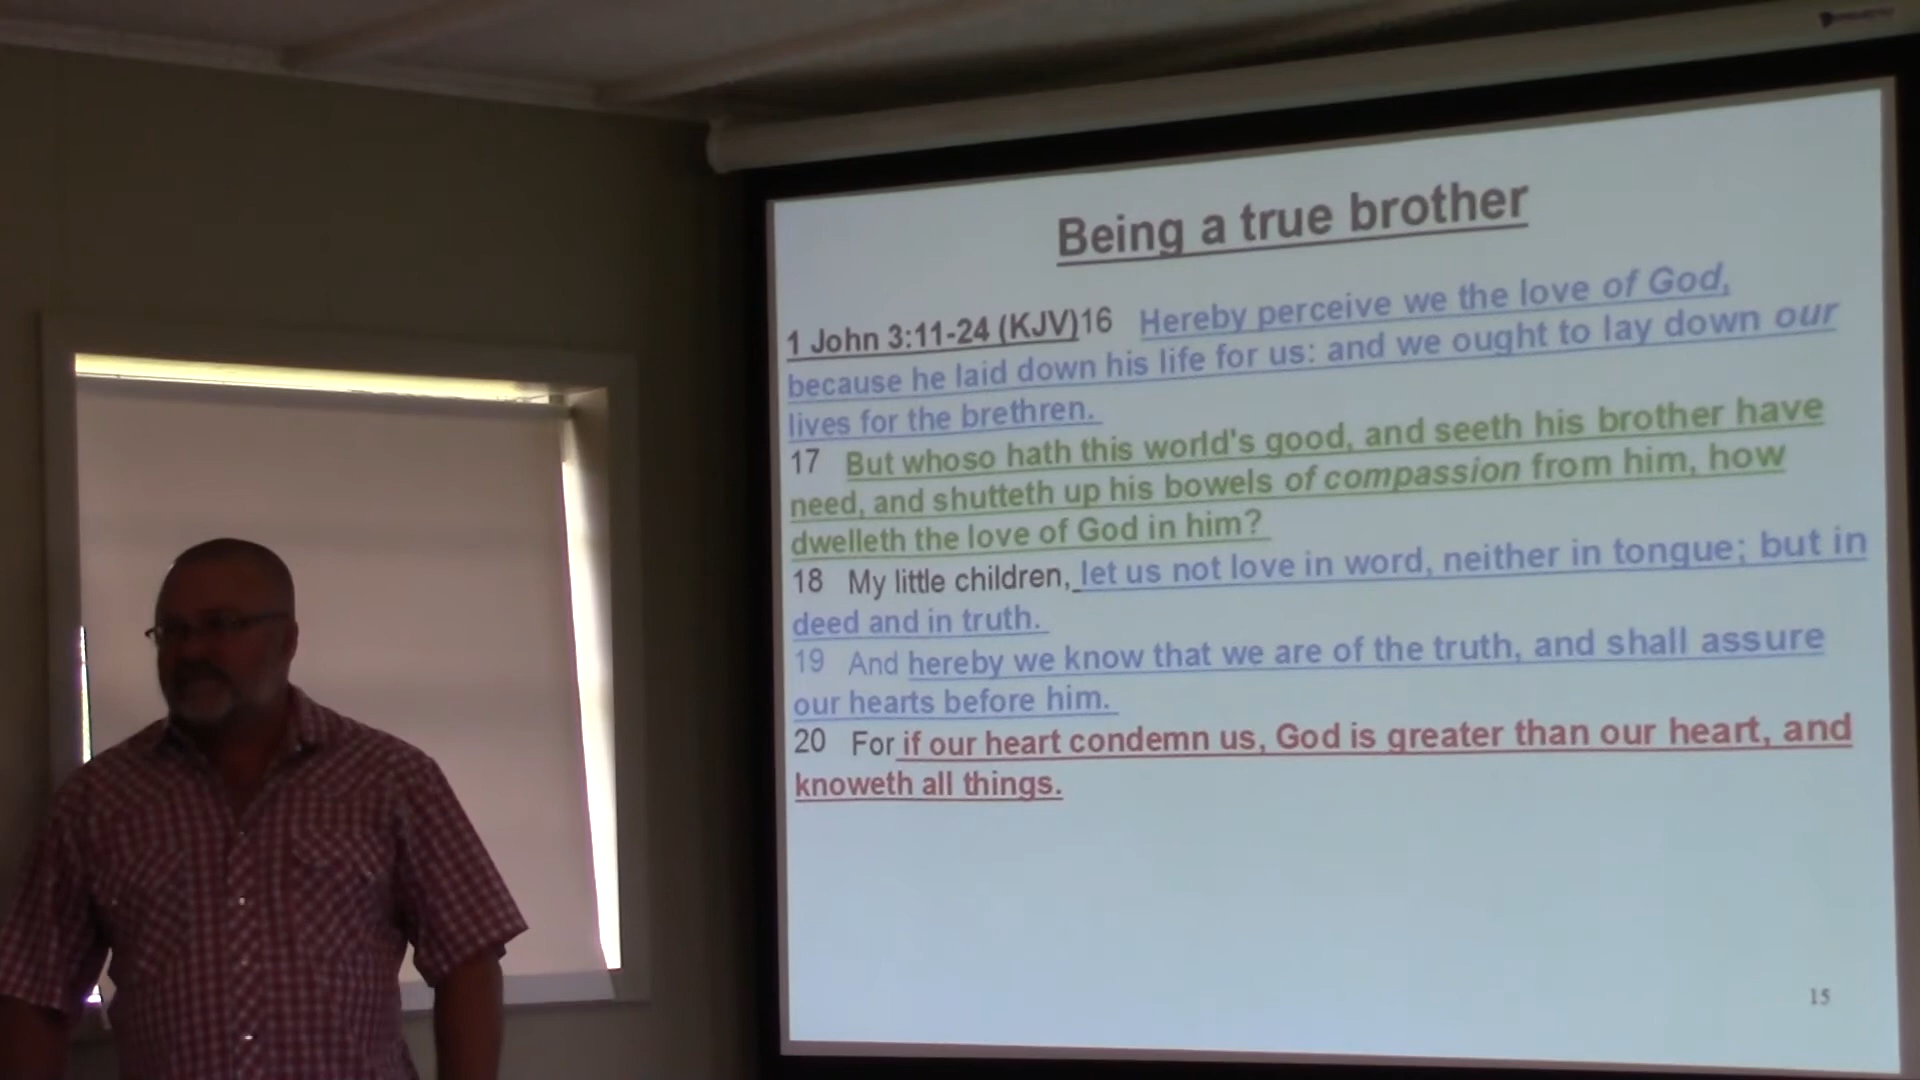 Being a true brother
1 John 3:11-24 (KJV)16 Hereby perceive we the love of God,
because he laid down his life for us: and we ought to lay down our
lives for the brethren.
17 But whoso hath this world's good, and seeth his brother have
need, and shutteth up his bowels of compassion from him, how
dwelleth the love of God in him?
18 My little children, let us not love in word, neither in tongue; but in
deed and in truth.
19 And hereby we know that we are of the truth, and shall assure
our hearts before him.
20 For if our heart condemn us, God is greater than our heart, and
knoweth all things.
15